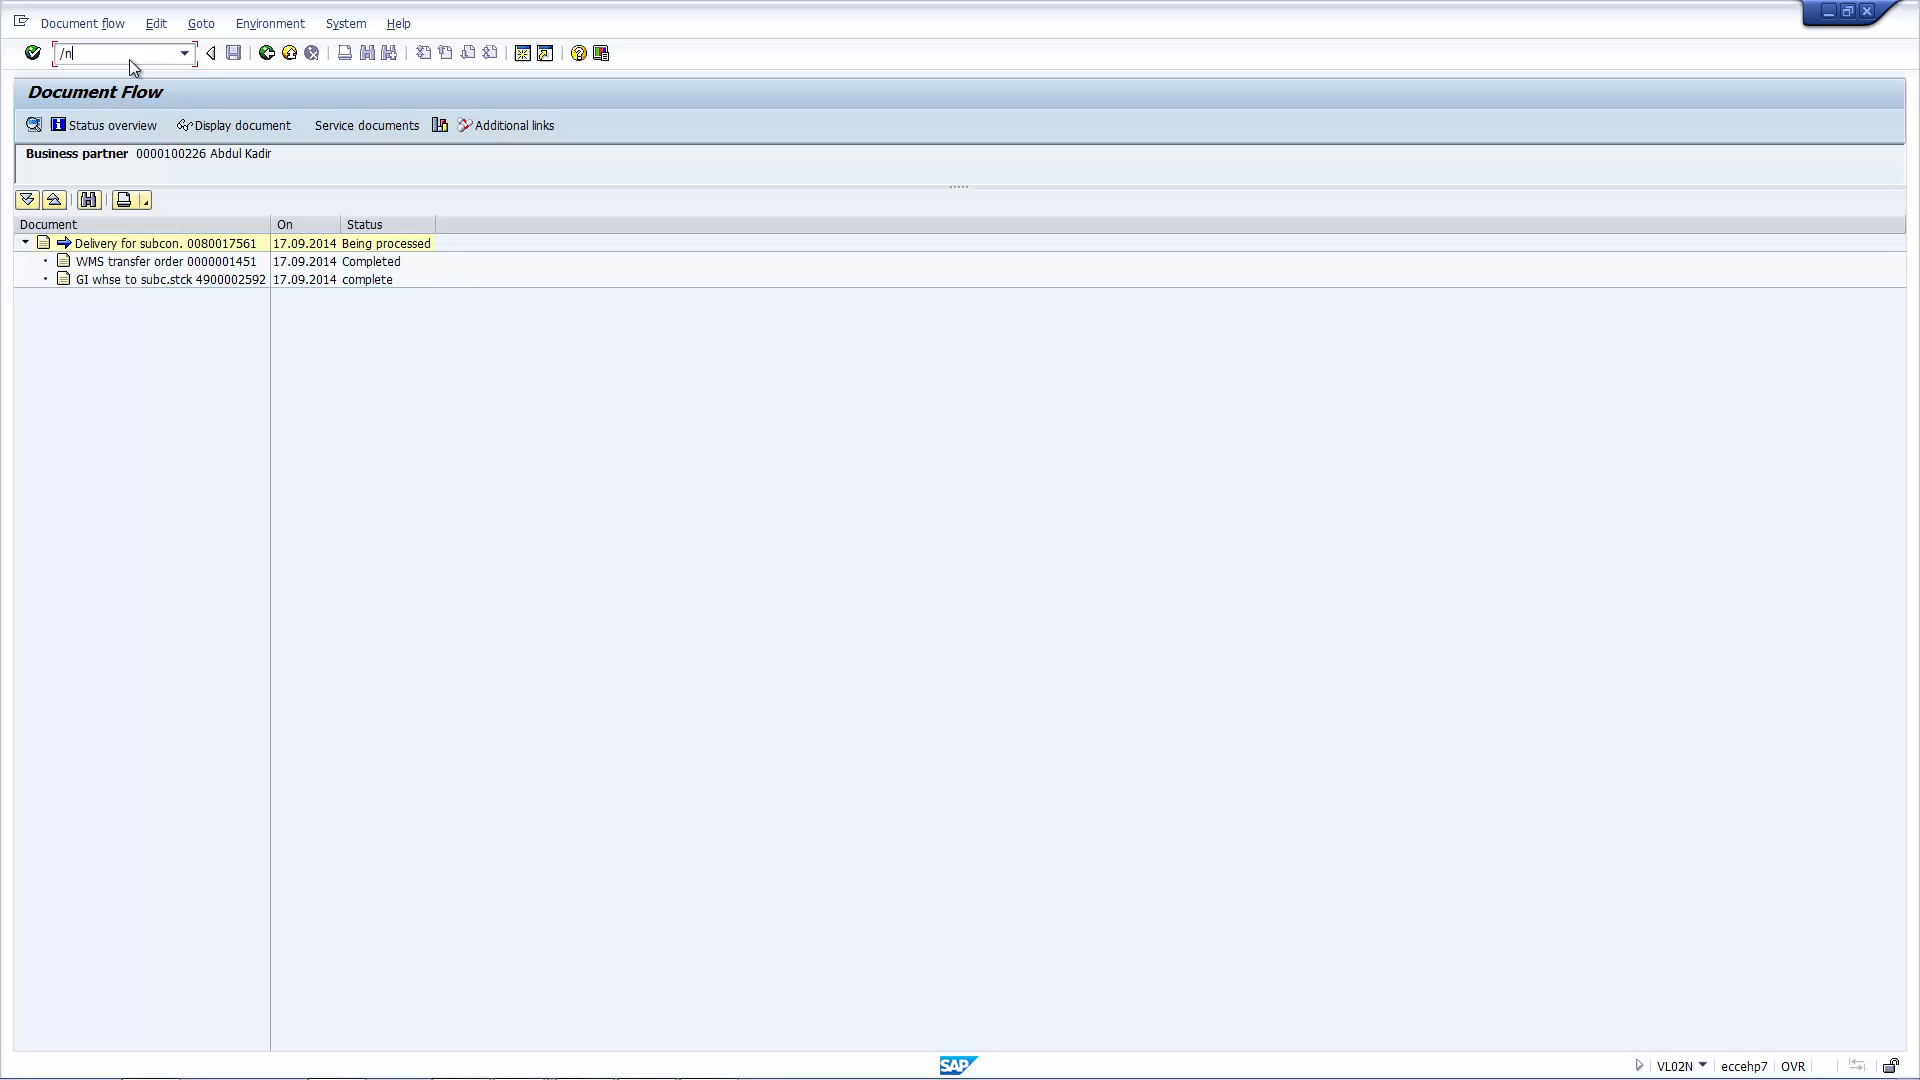 Document flow Edit Goto Environment System Help
/n
Document Flow
Status overview Display document Service documents Additional links
Business partner 0000100226 Abdul Kadir
Document On Status
Delivery for subcon. 0080017561 17.09.2014 Being processed
WMS transfer order 0000001451 17.09.2014 Completed
GI whse to subc.stck 4900002592 17.09.2014 complete
SAP
VL02N eccehp7 OVR